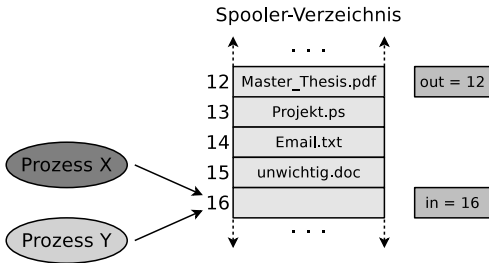 Spooler-Verzeichnis
. . .
12 Master_Thesis.pdf out = 12
13 Projekt.ps
14 Email.txt
Prozess X
15 unwichtig.doc
16 in = 16
Prozess Y
. . .